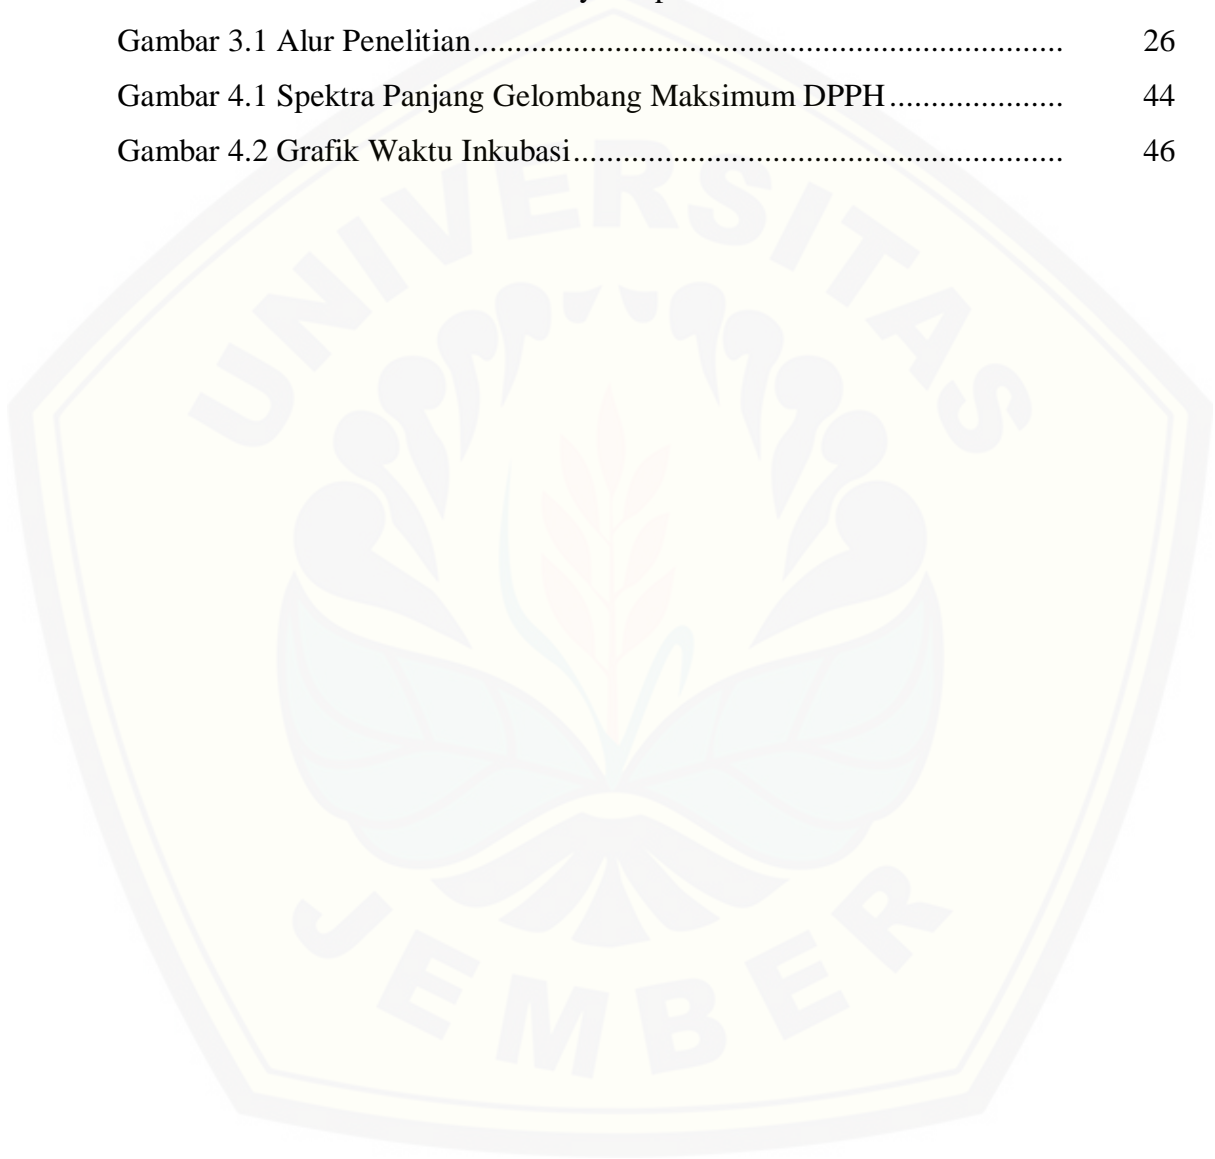 Gambar 3.1 Alur Penelitian.................................................................. 26
Gambar 4.1 Spektra Panjang Gelombang Maksimum DPPH..................... 44
Gambar 4.2 Grafik Waktu Inkubasi....................................................... 46
UNIVERSITAS
JEMBER